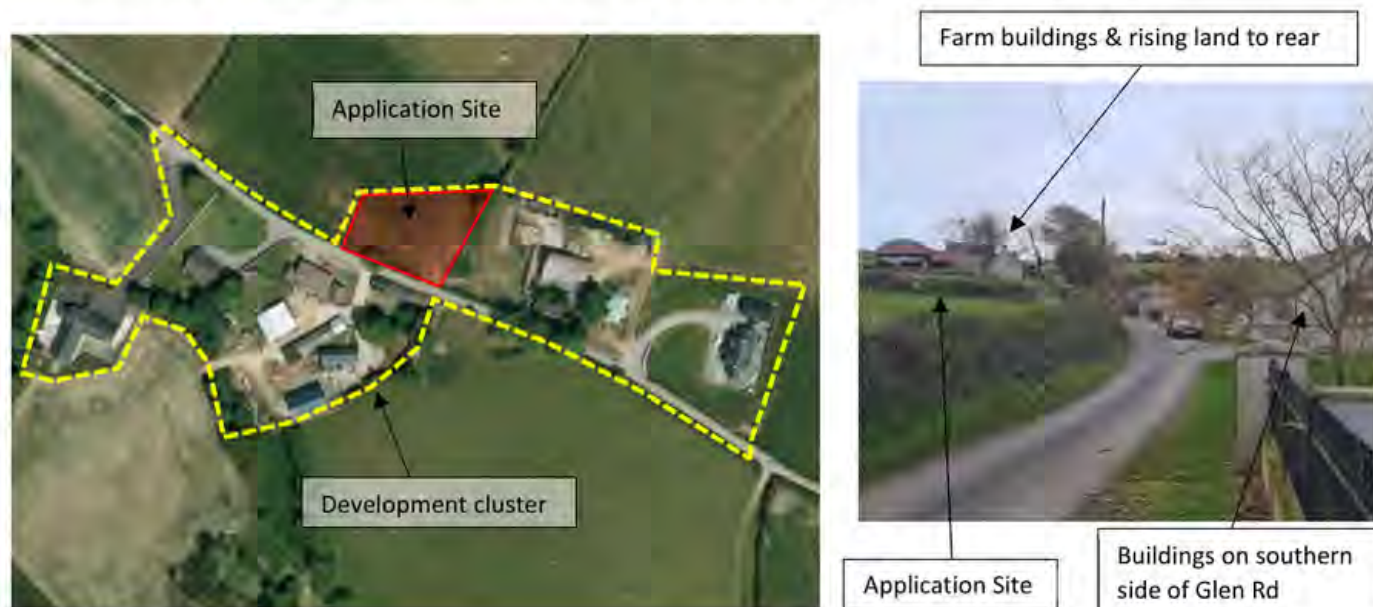 Application Site
Development cluster
Farm buildings & rising land to rear
Application Site
Buildings on southern
side of Glen Rd